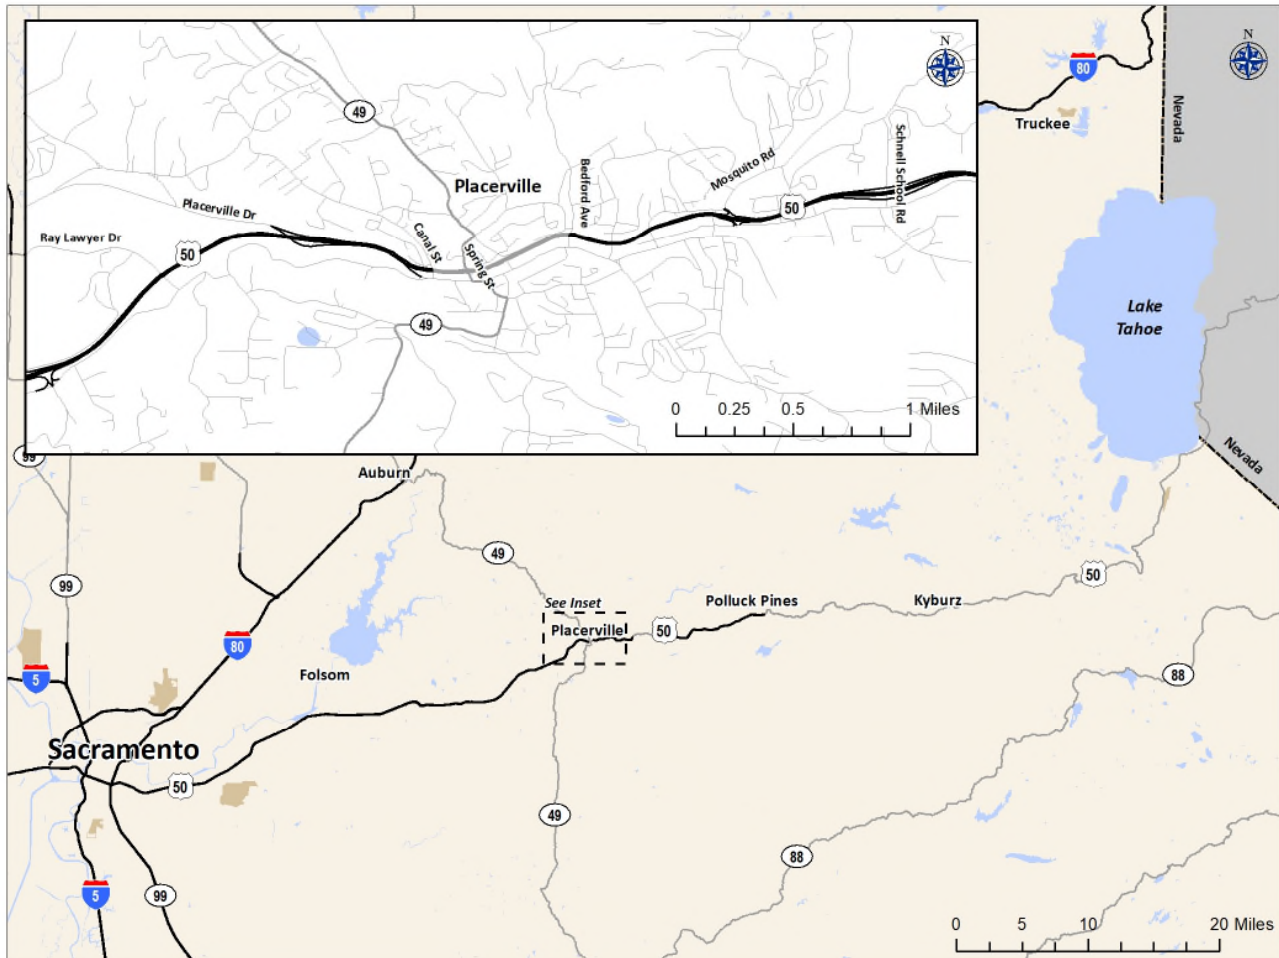 N
49
Placerville
Bedford Ave
Mosquito Rd
Schnell School Rd
50
Placerville Dr
Ray Lawyer Dr
50
Canal St
Spring St
49
0 0.25 0.5 1 Miles
N
80
Truckee
Nevada
Lake
Tahoe
Nevada
99
Auburn
49
99
See Inset
Placerville
50
Polluck Pines
Kyburz
50
80
5
Folsom
88
Sacramento
50
49
88
5
99
0 5 10 20 Miles